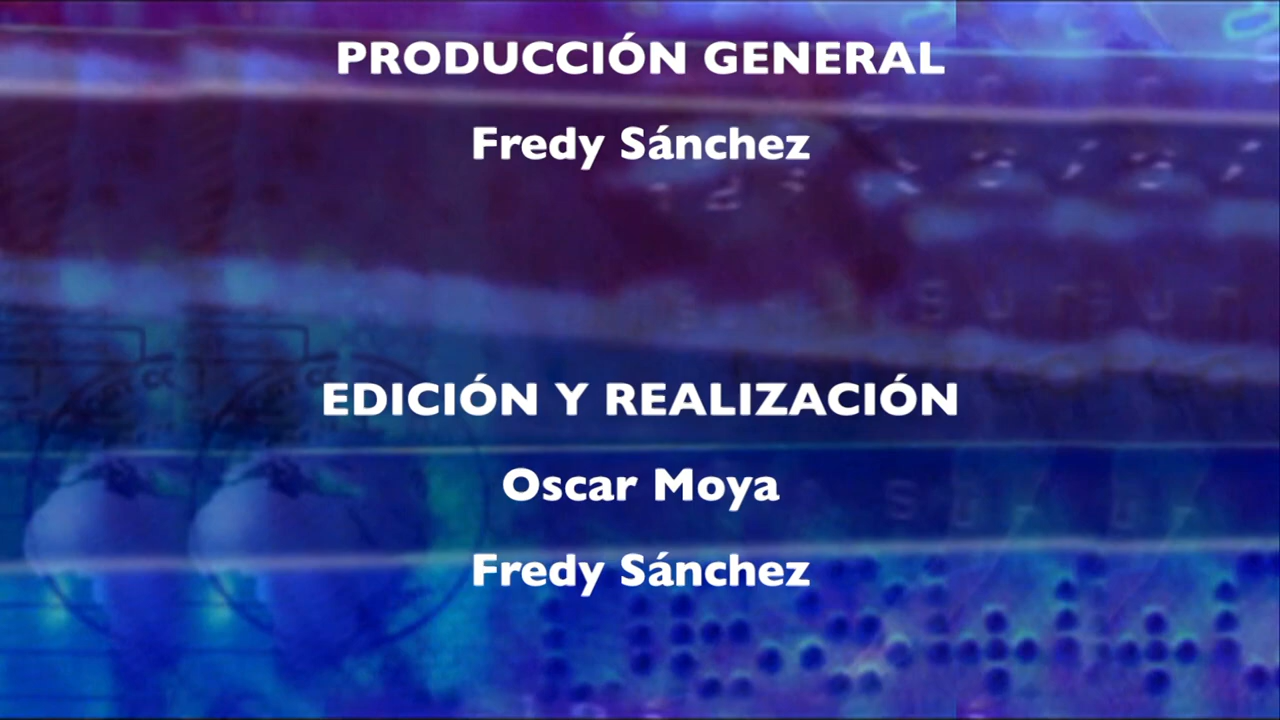 PRODUCCIÓN GENERAL
Fredy Sánchez
EDICIÓN Y REALIZACIÓN
Oscar Moya
Fredy Sánchez